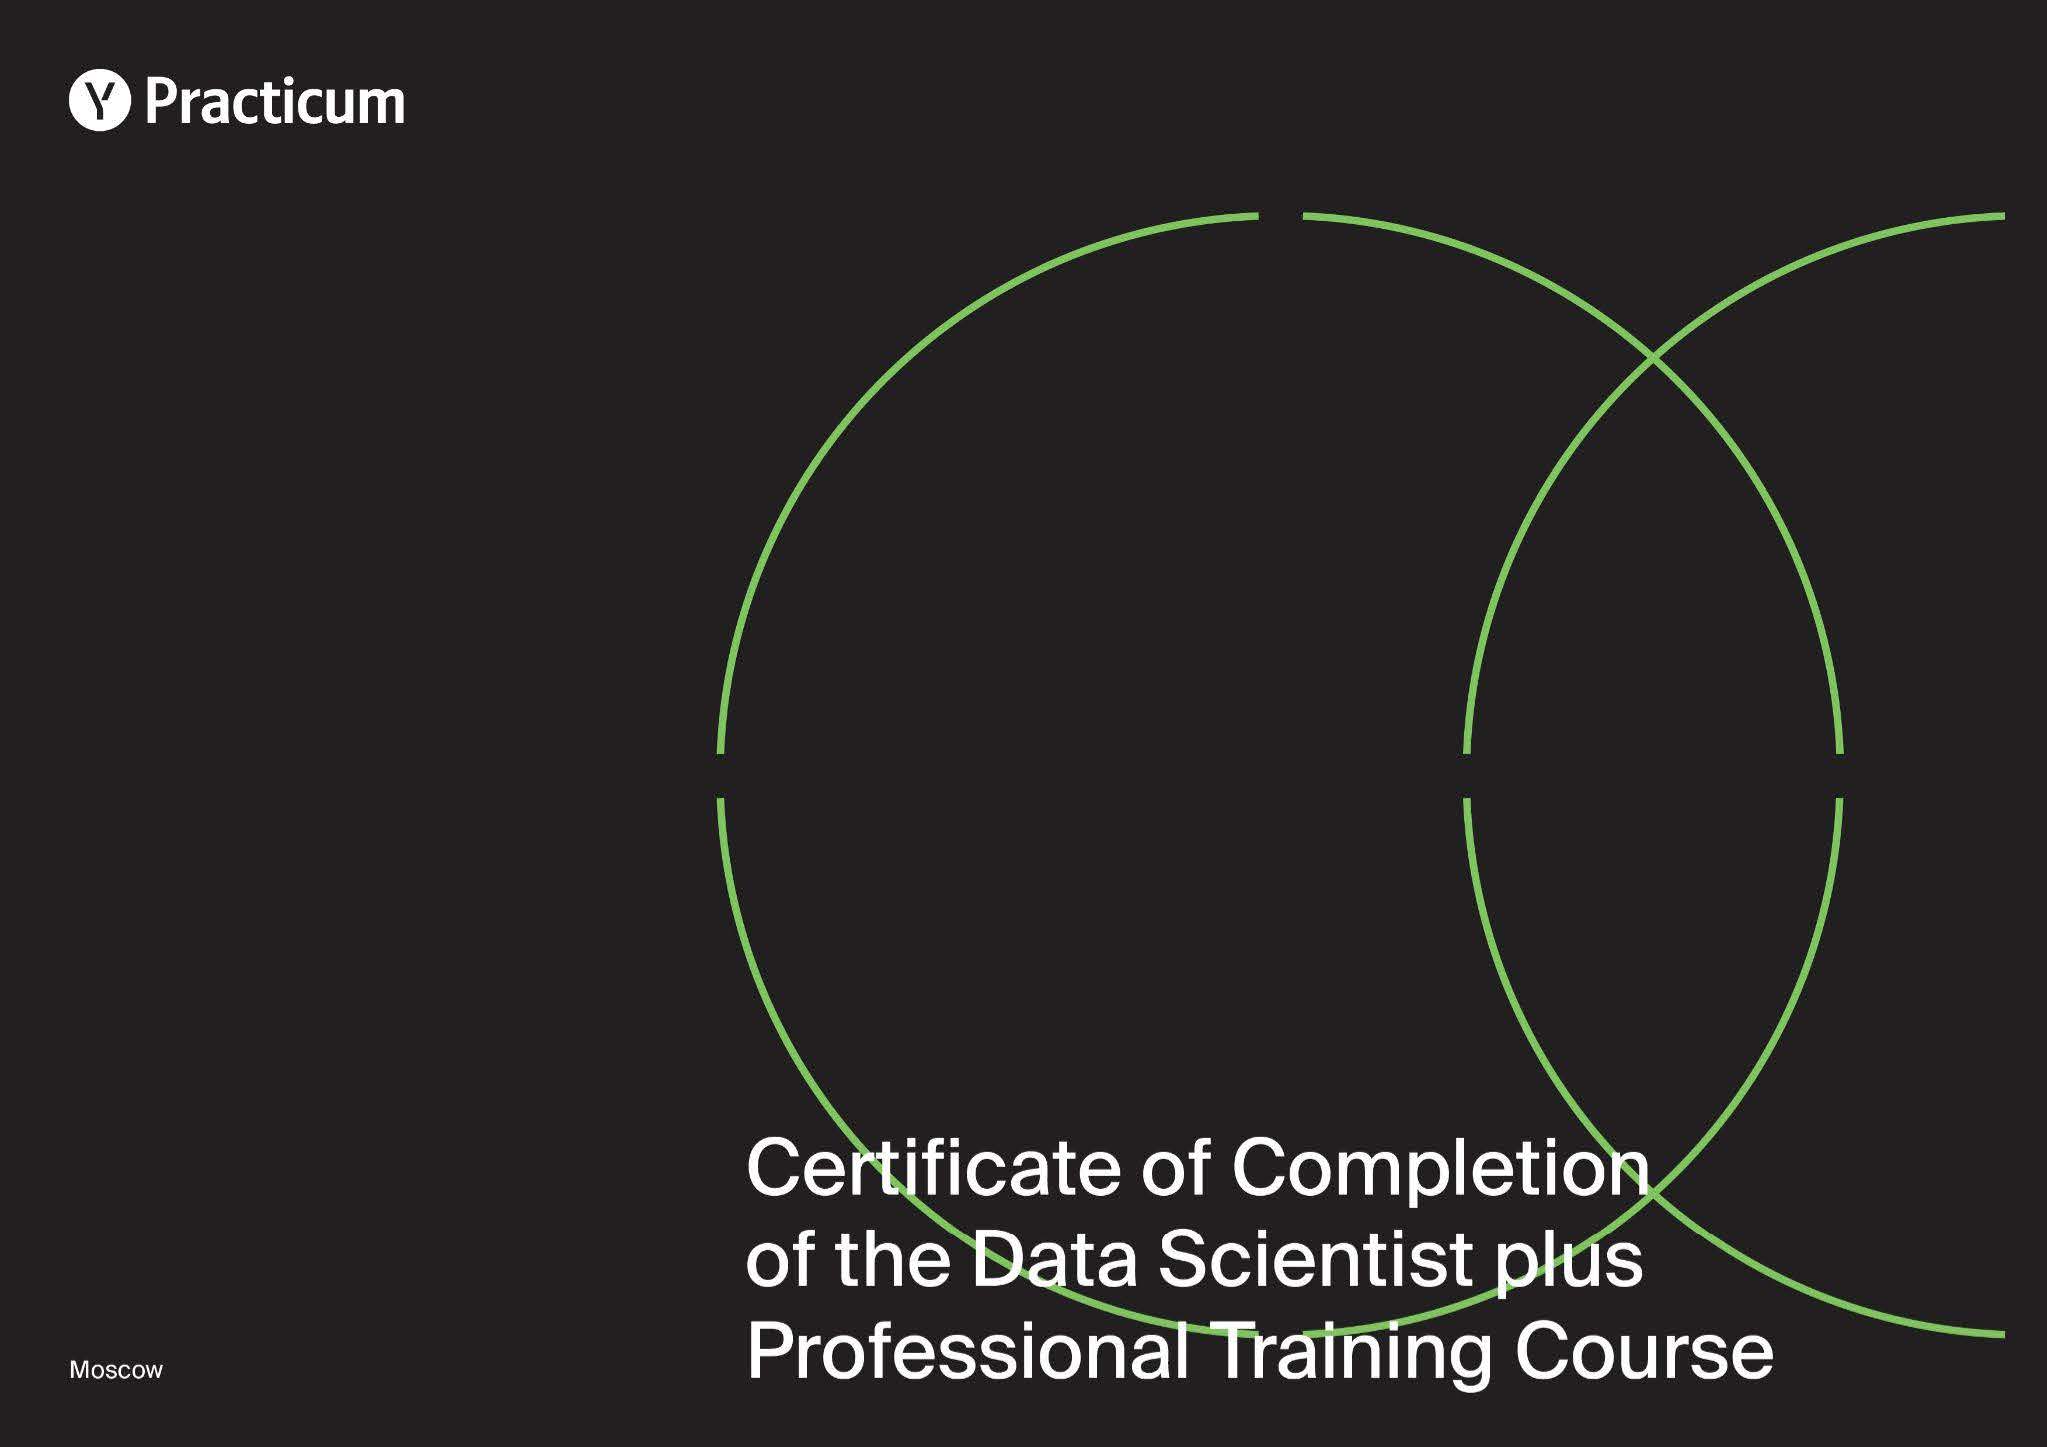 Practicum
Certificate of Completion
of the Data Scientist plus
Professional Training Course
Moscow